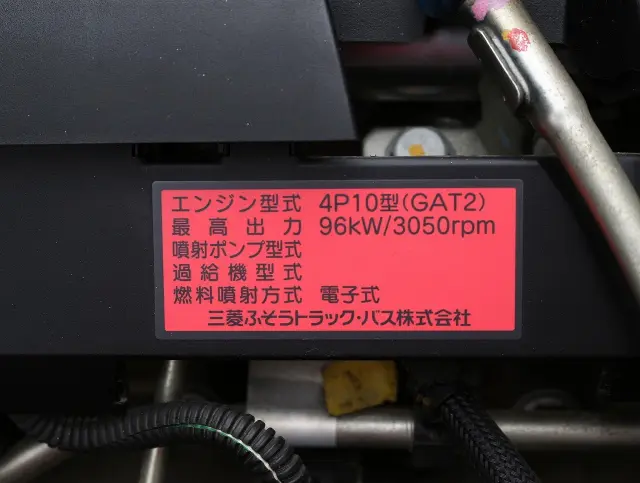 エンジン型式 4P10型(GAT2)
最高出力 96kW/3050rpm
噴射ポンプ型式
過給機型式
燃料噴射方式 電子式
三菱ふそうトラック・バス株式会社